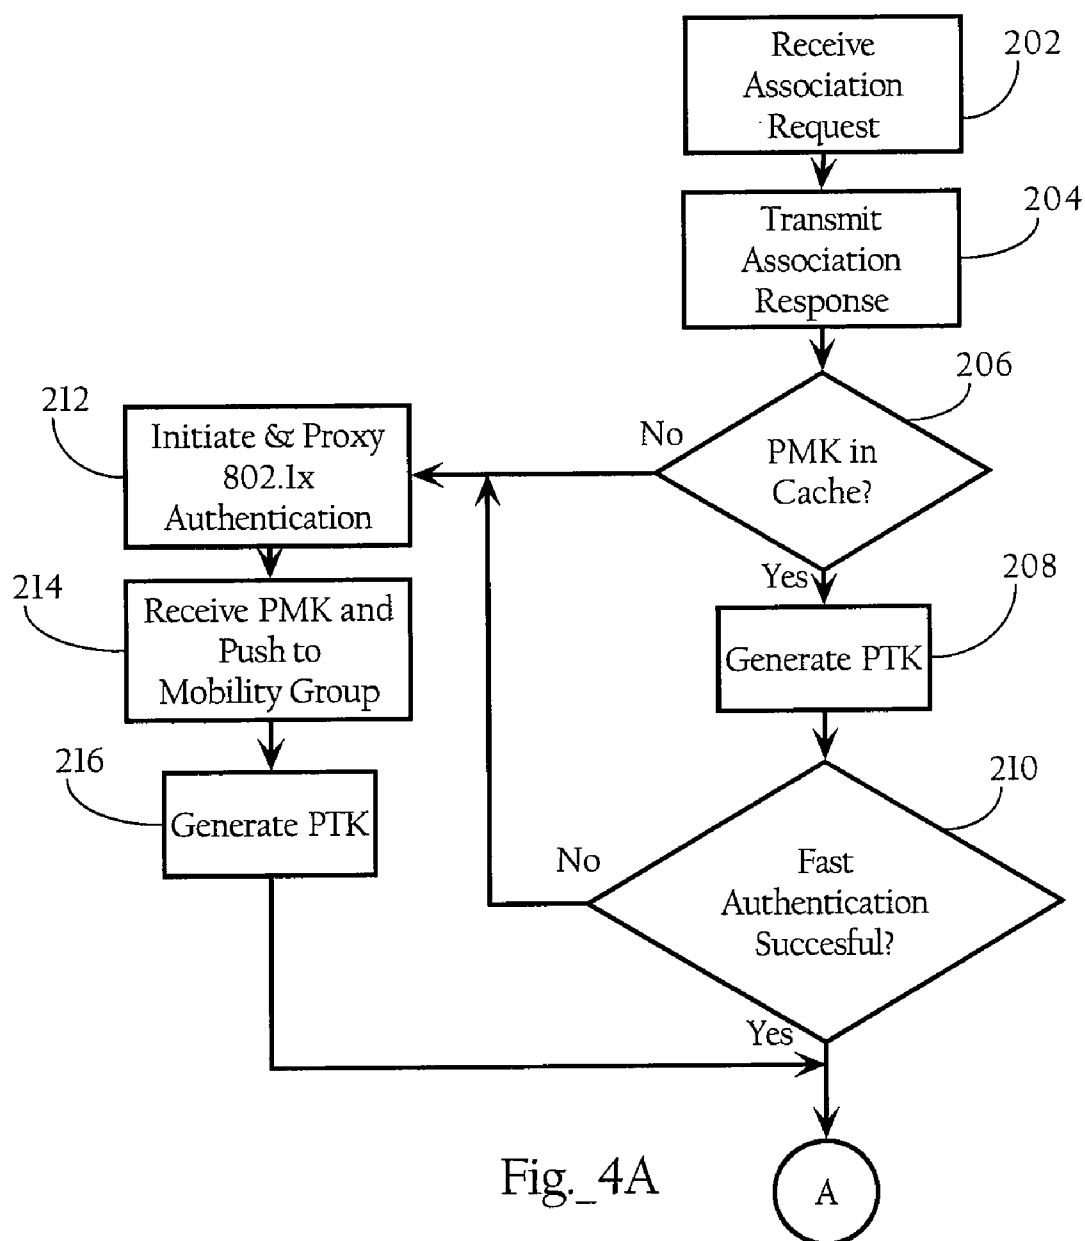 Receive
Association
Request
202
Transmit
Association
Response
204
206
PMK in
Cache?
No
Yes
212
Initiate & Proxy
802.1x
Authentication
214
Receive PMK and
Push to
Mobility Group
208
Generate PTK
216
Generate PTK
210
Fast
Authentication
Succesful?
No
Yes
A
Fig._4A